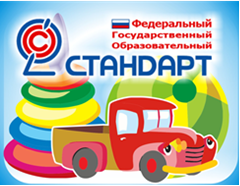 Федеральный
Государственный
Образовательный
СТАНДАРТ